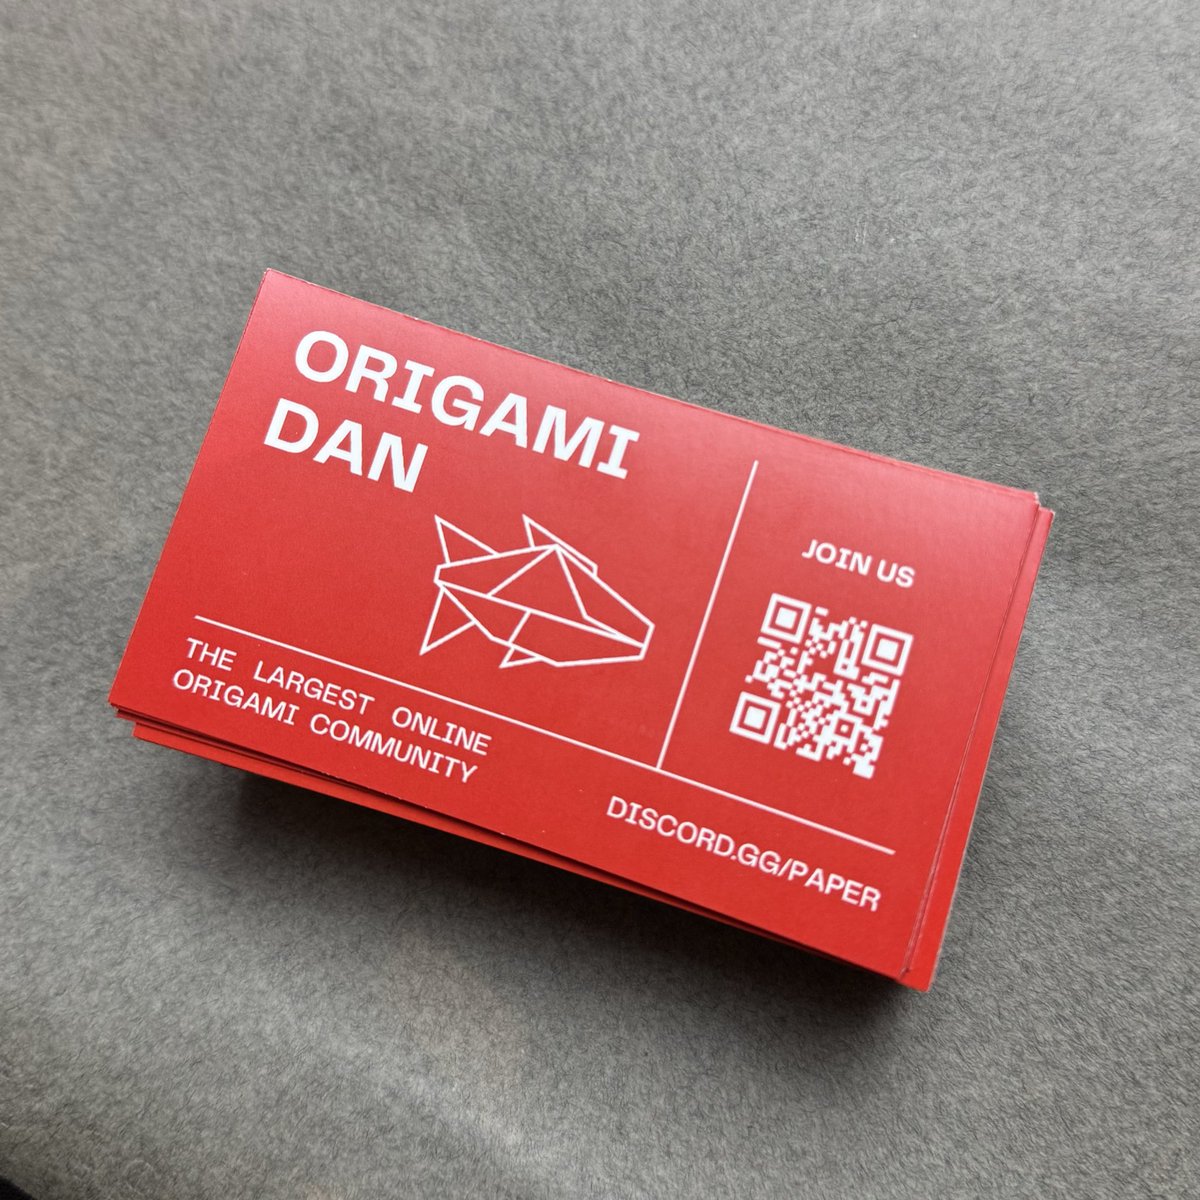 ORIGAMI
DAN
JOIN US
THE LARGEST ONLINE
ORIGAMI COMMUNITY
DISCORD.GG/PAPER